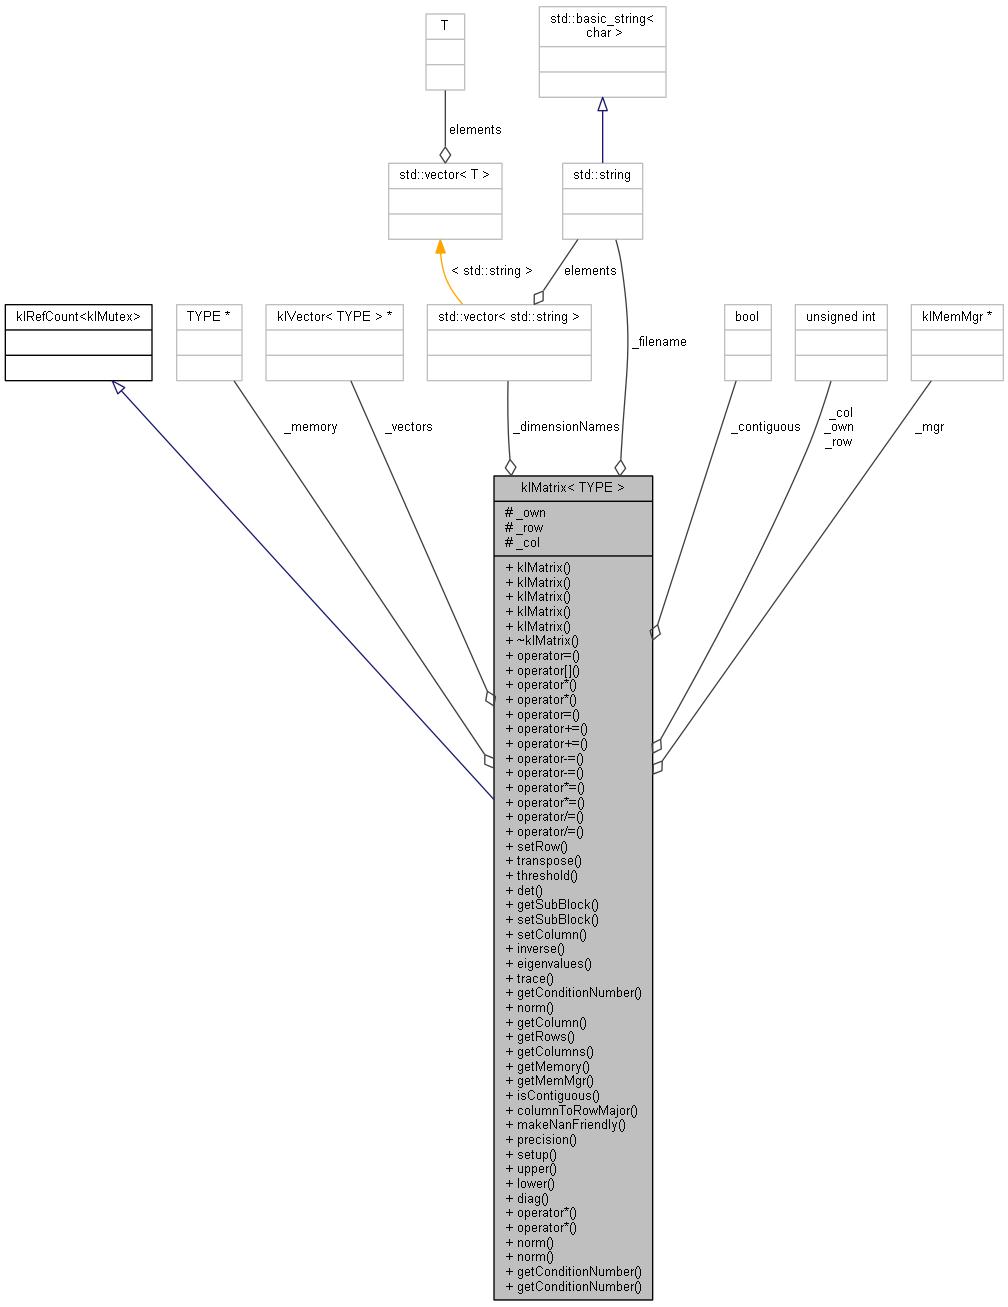 T
std::basic_string<
char >
elements
std::vector< T >
std::string
< std::string >
elements
klRefCount<klMutex>
TYPE *
klVector< TYPE > *
std::vector< std::string >
bool
unsigned int
klMemMgr *
_filename
_memory
_vectors
_dimensionNames
_contiguous
_col
_own
_row
_mgr
klMatrix< TYPE >
# _own
# _row
# _col
+ klMatrix()
+ klMatrix()
+ klMatrix()
+ klMatrix()
+ klMatrix()
+ ~klMatrix()
+ operator=()
+ operator[]()
+ operator*()
+ operator*()
+ operator=()
+ operator+=()
+ operator+=()
+ operator-=()
+ operator-=()
+ operator*=()
+ operator*=()
+ operator/=()
+ operator/=()
+ setRow()
+ transpose()
+ threshold()
+ det()
+ getSubBlock()
+ setSubBlock()
+ setColumn()
+ inverse()
+ eigenvalues()
+ trace()
+ getConditionNumber()
+ norm()
+ getColumn()
+ getRows()
+ getColumns()
+ getMemory()
+ getMemMgr()
+ isContiguous()
+ columnToRowMajor()
+ makeNanFriendly()
+ precision()
+ setup()
+ upper()
+ lower()
+ diag()
+ operator*()
+ operator*()
+ norm()
+ norm()
+ getConditionNumber()
+ getConditionNumber()